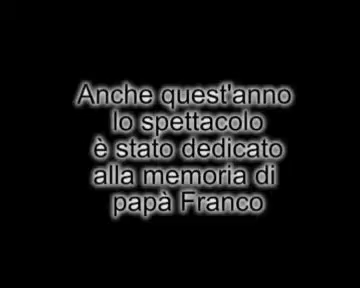 Anche quest'anno
lo spettacolo
è stato dedicato
alla memoria di
papà Franco